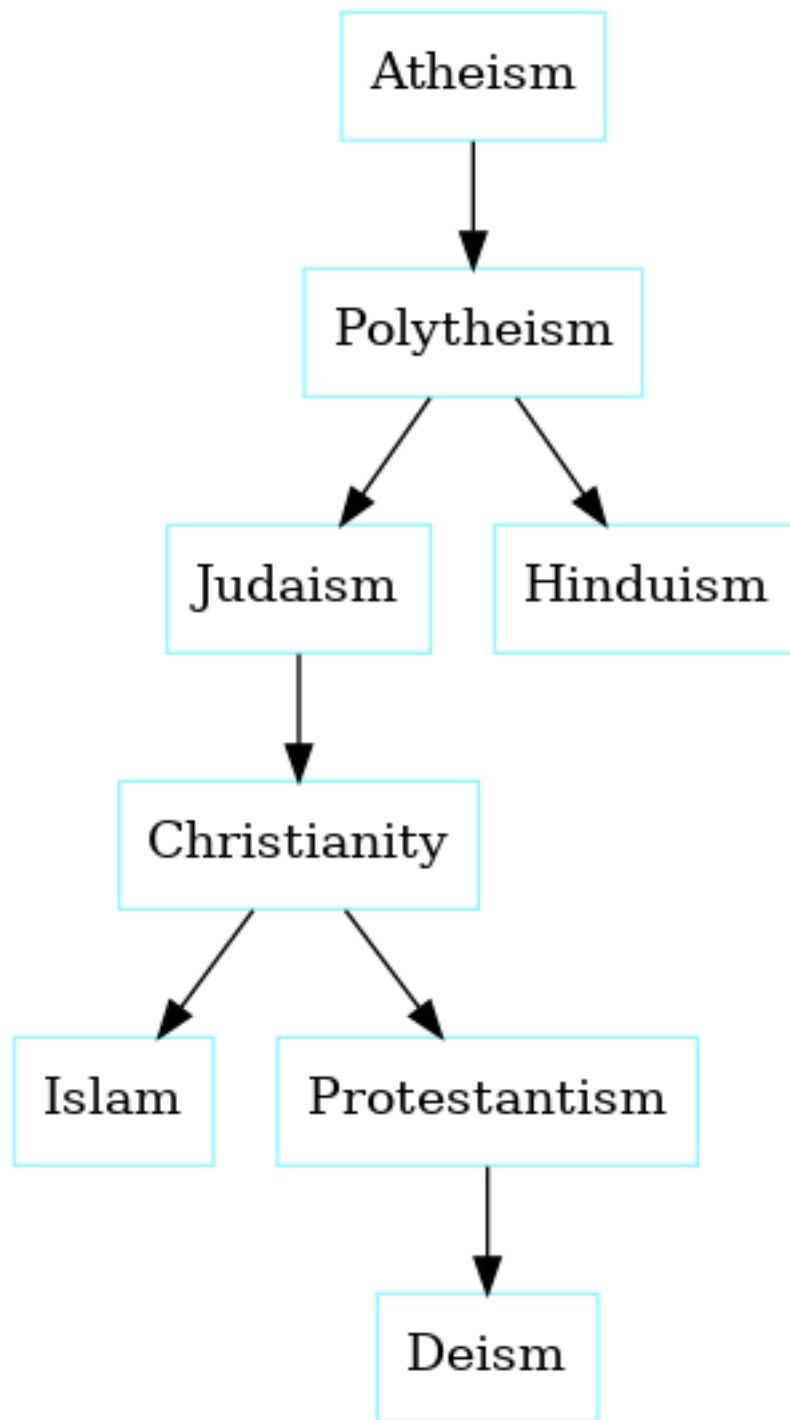 Atheism
Polytheism
Judaism
Hinduism
Christianity
Islam
Protestantism
Deism